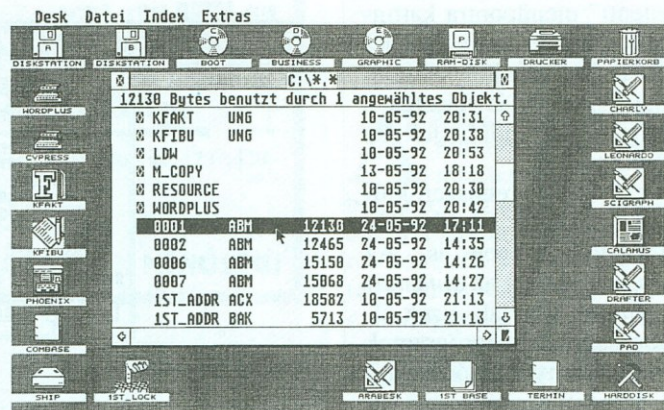 Desk Datei Index Extras
DISKSTATION DISKSTATION BOOT BUSINESS GRAPHIC RAM-DISK DRUCKER PAPIERKORB
C:\*.*
12130 Bytes benutzt durch 1 angewähltes Objekt.
KFAKT UNG 10-05-92 20:31
KFIBU UNG 10-05-92 20:38
LDW 10-05-92 20:53
M_COPY 13-05-92 18:18
RESOURCE 10-05-92 20:30
WORDPLUS 10-05-92 20:42
0001 ABM 12130 24-05-92 17:11
0002 ABM 12465 24-05-92 14:35
0006 ABM 15150 24-05-92 14:26
0007 ABM 15068 24-05-92 14:27
1ST_ADDR ACX 18582 10-05-92 21:13
1ST_ADDR BAK 5713 10-05-92 21:13
WORDPLUS
CYPRESS
KFAKT
KFIBU
PHOENIX
COMBASE
CHARLY
LEONARDO
SCIGRAPH
CALAMUS
DRAFTER
PAD
SHIP 1ST_LOCK ARABESK 1ST BASE TERMIN HARDDISK